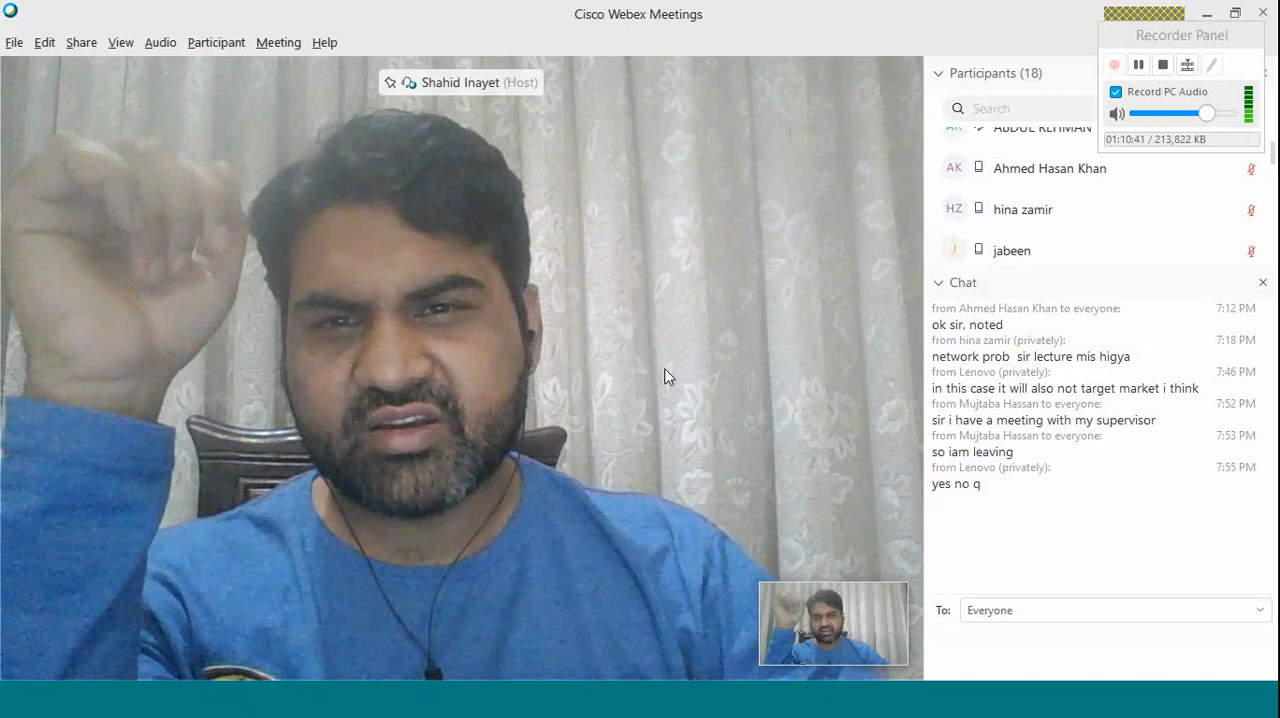 Cisco Webex Meetings
File Edit Share View Audio Participant Meeting Help
Recorder Panel
Record PC Audio
01:10:41 / 213,822 KB
Shahid Inayet (Host)
Participants (18)
Search
ABDUL REHMAN
AK Ahmed Hasan Khan
HZ hina zamir
J jabeen
Chat
from Ahmed Hasan Khan to everyone: 7:12 PM
ok sir, noted
from hina zamir (privately): 7:18 PM
network prob sir lecture mis higya
from Lenovo (privately): 7:46 PM
in this case it will also not target market i think
from Mujtaba Hassan to everyone: 7:52 PM
sir i have a meeting with my supervisor
from Mujtaba Hassan to everyone: 7:53 PM
so iam leaving
from Lenovo (privately): 7:55 PM
yes no q
To: Everyone